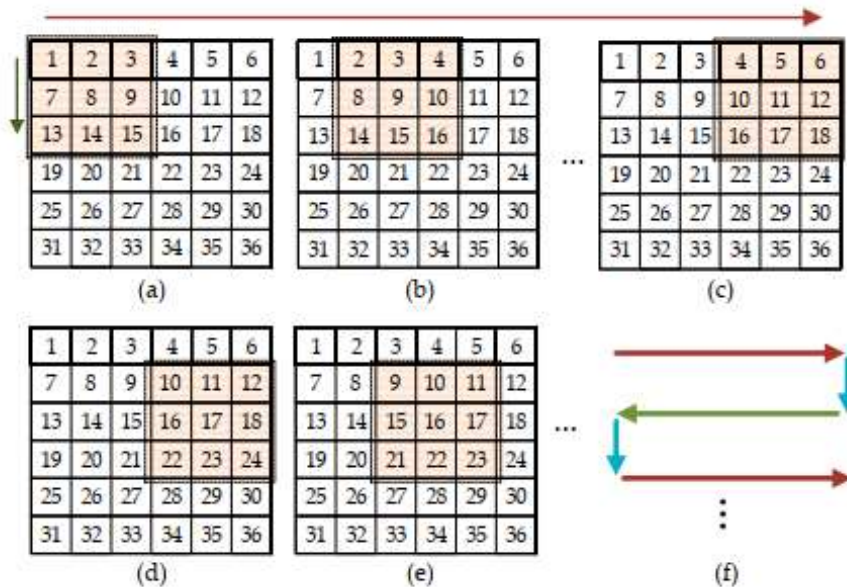 1 2 3 4 5 6 1 2 3 4 5 6 1 2 3 4 5 6
7 8 9 10 11 12 7 8 9 10 11 12 7 8 9 10 11 12
13 14 15 16 17 18 13 14 15 16 17 18 13 14 15 16 17 18
...
19 20 21 22 23 24 19 20 21 22 23 24 19 20 21 22 23 24
25 26 27 28 29 30 25 26 27 28 29 30 25 26 27 28 29 30
31 32 33 34 35 36 31 32 33 34 35 36 31 32 33 34 35 36
(a) (b) (c)
1 2 3 4 5 6 1 2 3 4 5 6
7 8 9 10 11 12 7 8 9 10 11 12
13 14 15 16 17 18 13 14 15 16 17 18
...
19 20 21 22 23 24 19 20 21 22 23 24
25 26 27 28 29 30 25 26 27 28 29 30
31 32 33 34 35 36 31 32 33 34 35 36
(d) (e) (f)